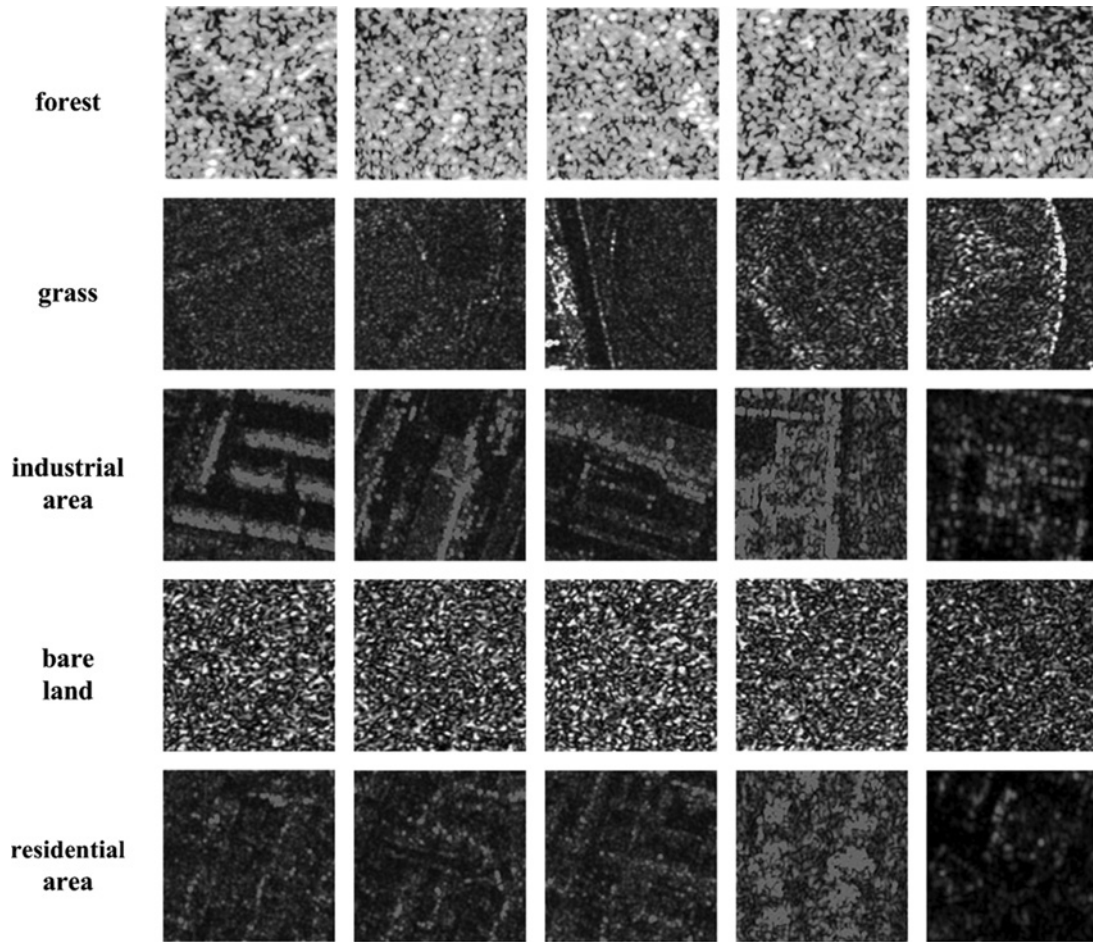 forest
grass
industrial
area
bare
land
residential
area